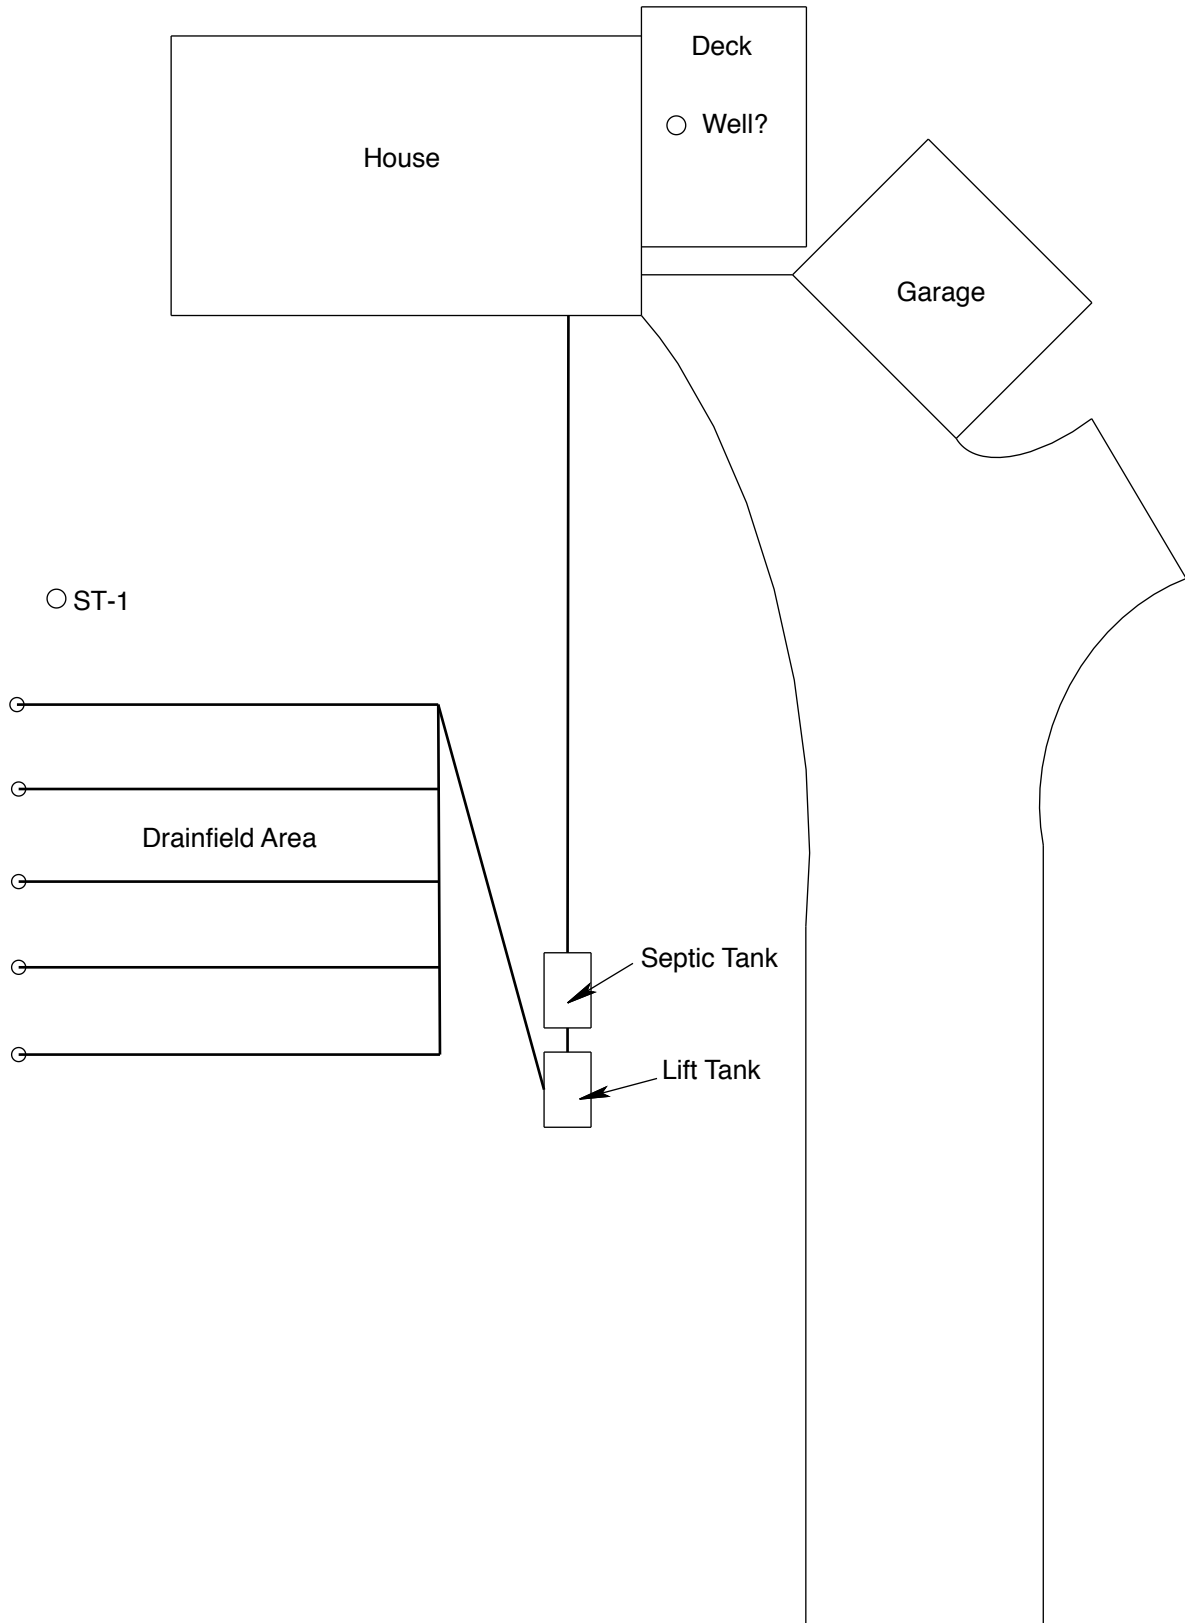 Deck
Well?
House
Garage
ST-1
Drainfield Area
Septic Tank
Lift Tank